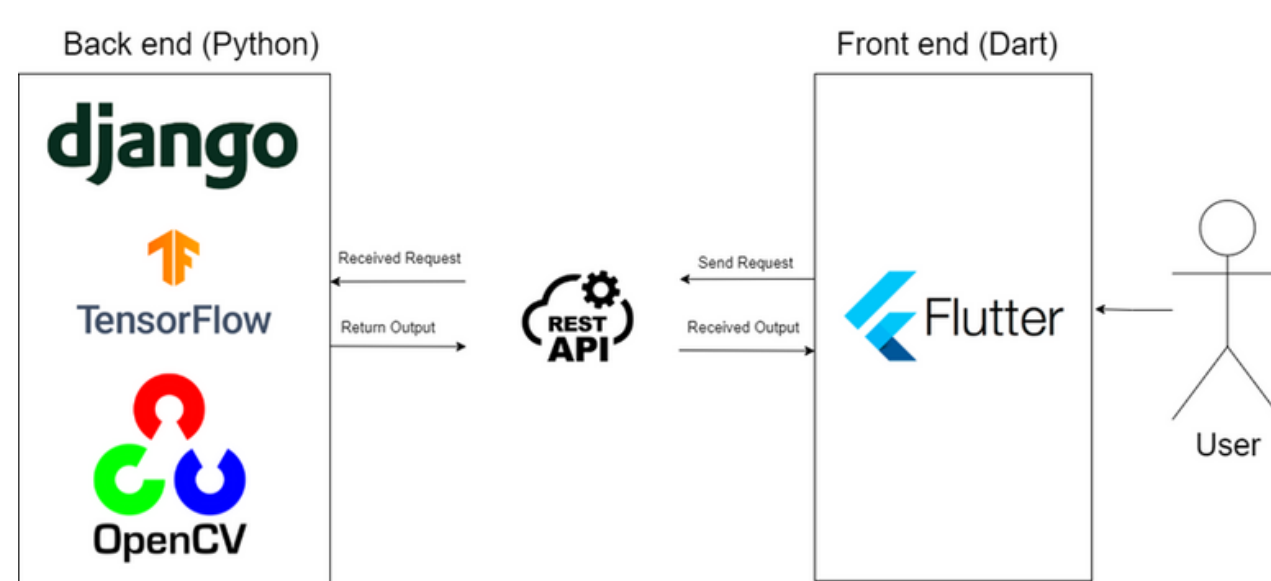 Back end (Python)
Front end (Dart)
django
TensorFlow
OpenCV
Received Request
Return Output
REST
API
Send Request
Received Output
Flutter
User